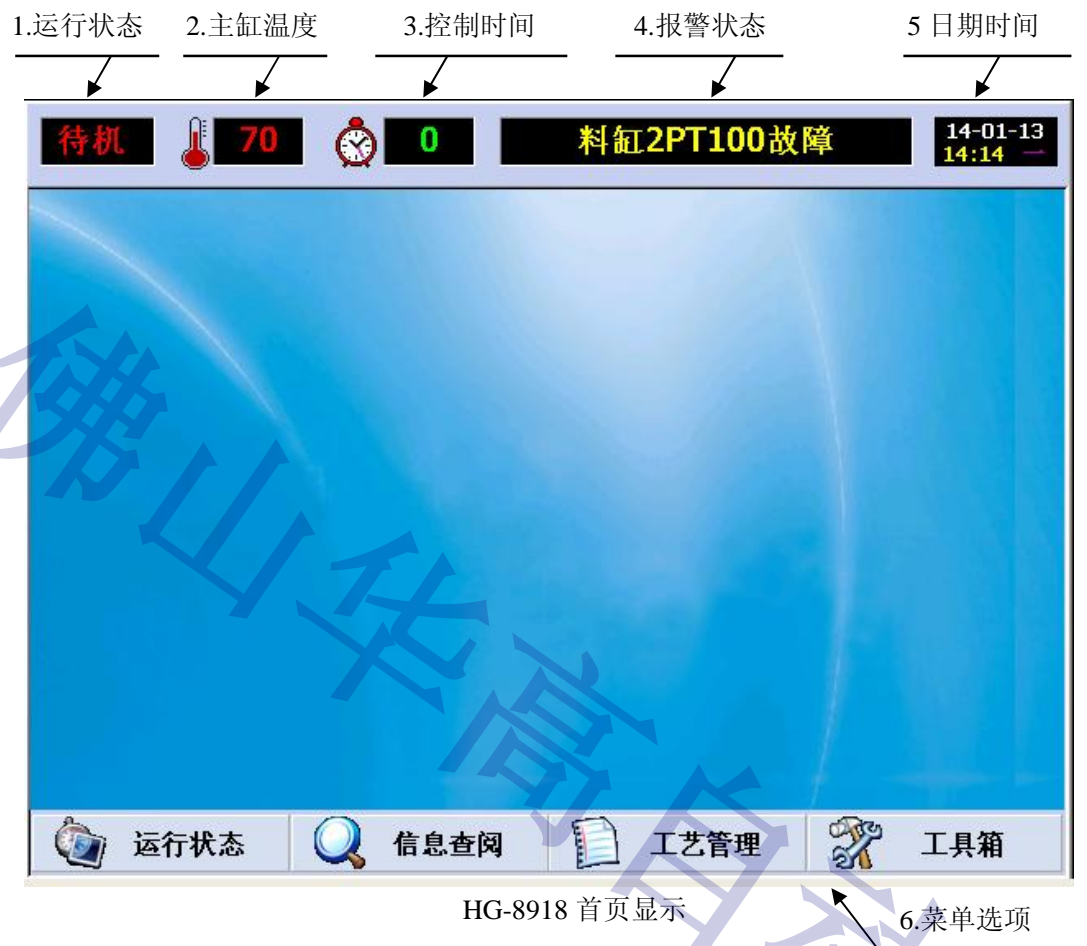 1.运行状态 2.主缸温度 3.控制时间 4.报警状态 5 日期时间
待机 70 0 料缸2PT100故障 14-01-13
14:14 一
运行状态 信息查阅 工艺管理 工具箱
HG-8918 首页显示
6.菜单选项
佛山华高自